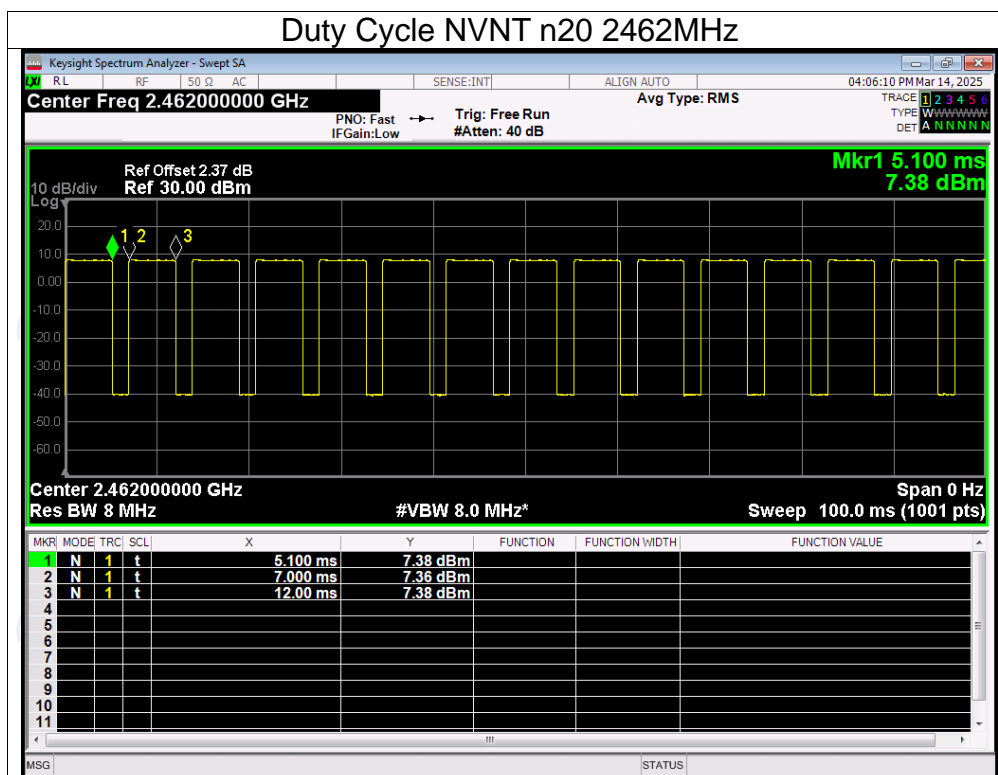 Duty Cycle NVNT n20 2462MHz
Keysight Spectrum Analyzer - Swept SA
LXI RL RF 50 Ω AC SENSE:INT ALIGN AUTO 04:06:10 PM Mar 14, 2025
Center Freq 2.462000000 GHz Avg Type: RMS TRACE 1 2 3 4 5 6
PNO: Fast Trig: Free Run TYPE WWWWWW
IFGain:Low #Atten: 40 dB DET A N N N N N
Mkr1 5.100 ms
7.38 dBm
Ref Offset 2.37 dB
10 dB/div Ref 30.00 dBm
Log
20.0
1 2 3
10.0
0.00
-10.0
-20.0
-30.0
-40.0
-50.0
-60.0
Center 2.462000000 GHz Span 0 Hz
Res BW 8 MHz #VBW 8.0 MHz* Sweep 100.0 ms (1001 pts)
MKR MODE TRC SCL X Y FUNCTION FUNCTION WIDTH FUNCTION VALUE
1 N 1 t 5.100 ms 7.38 dBm
2 N 1 t 7.000 ms 7.36 dBm
3 N 1 t 12.00 ms 7.38 dBm
4
5
6
7
8
9
10
11
MSG STATUS